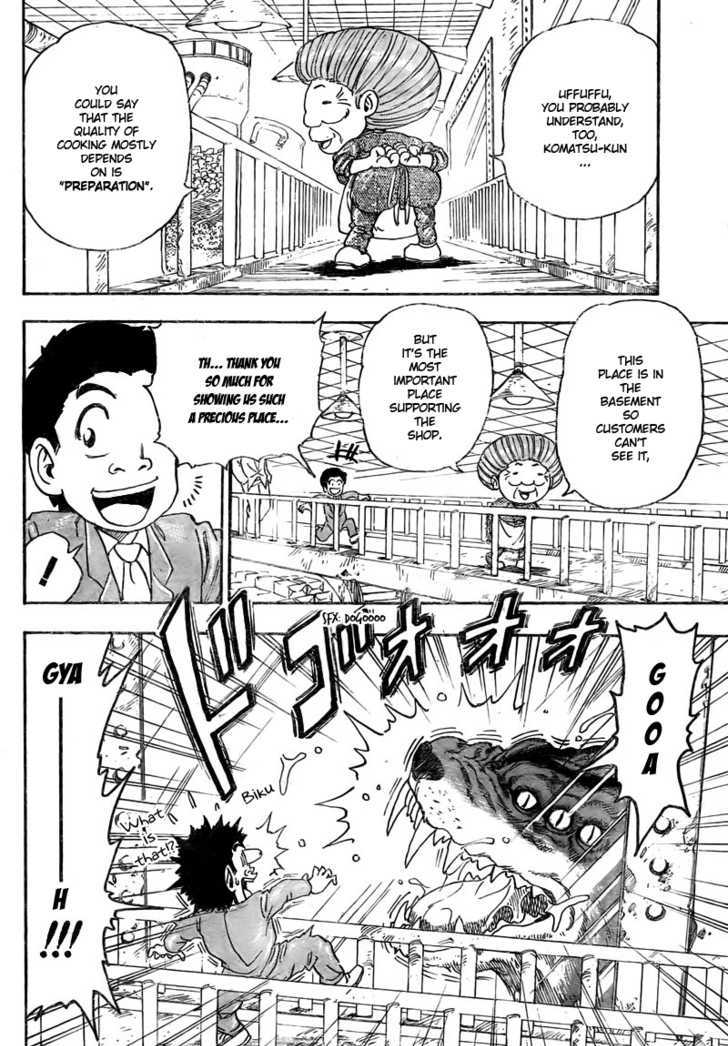 UFFUFFU,
YOU PROBABLY
UNDERSTAND,
TOO,
KOMATSU-KUN
...
YOU
COULD SAY
THAT THE
QUALITY OF
COOKING MOSTLY
DEPENDS
ON IS
"PREPARATION".
THIS
PLACE IS IN
THE
BASEMENT
SO
CUSTOMERS
CAN'T
SEE IT,
BUT
IT'S THE
MOST
IMPORTANT
PLACE
SUPPORTING
THE
SHOP.
TH... THANK YOU
SO MUCH FOR
SHOWING US SUCH
A PRECIOUS PLACE...
!
GOOA
SFX: DOGOOOO
ドゴォォォ
Biku
What
is
that!?
GYA
—
H
!!!